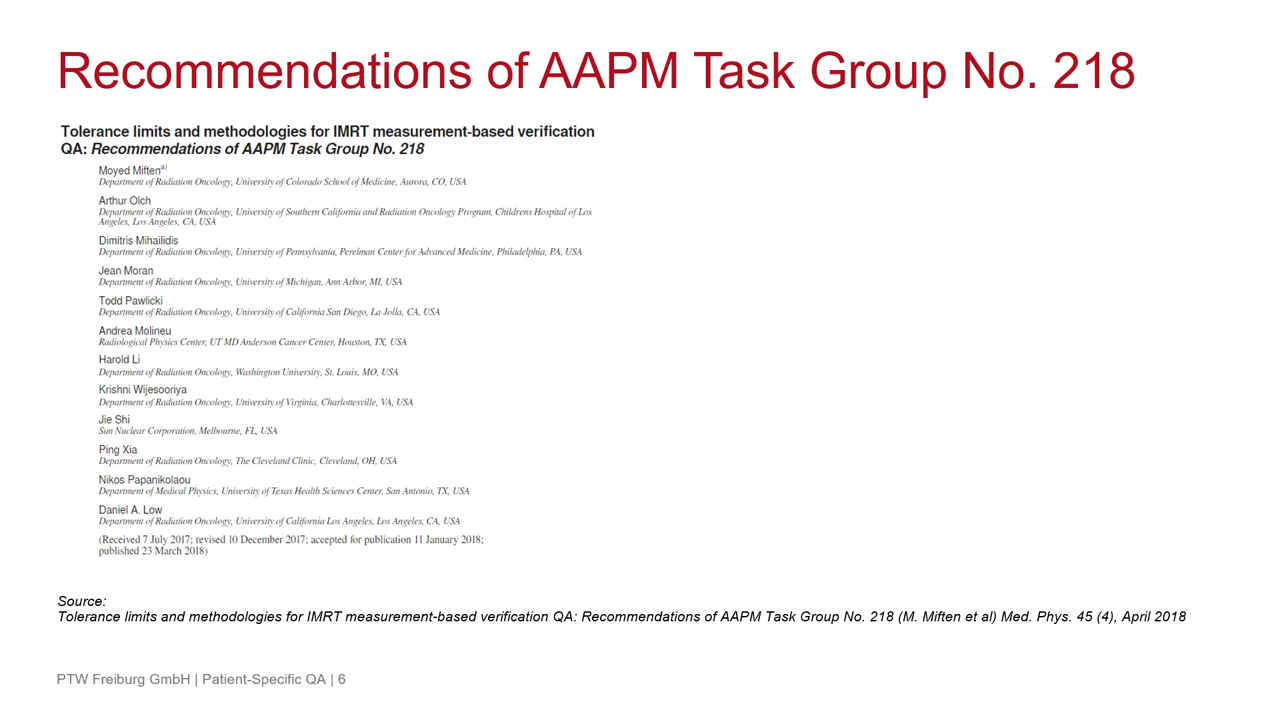 Recommendations of AAPM Task Group No. 218
Tolerance limits and methodologies for IMRT measurement-based verification
QA: Recommendations of AAPM Task Group No. 218
Moyed Miften a)
Department of Radiation Oncology, University of Colorado School of Medicine, Aurora, CO, USA
Arthur Olch
Department of Radiation Oncology, University of Southern California and Radiation Oncology Program, Childrens Hospital of Los
Angeles, Los Angeles, CA, USA
Dimitris Mihailidis
Department of Radiation Oncology, University of Pennsylvania, Perelman Center for Advanced Medicine, Philadelphia, PA, USA
Jean Moran
Department of Radiation Oncology, University of Michigan, Ann Arbor, MI, USA
Todd Pawlicki
Department of Radiation Oncology, University of California San Diego, La Jolla, CA, USA
Andrea Molineu
Radiological Physics Center, UT MD Anderson Cancer Center, Houston, TX, USA
Harold Li
Department of Radiation Oncology, Washington University, St. Louis, MO, USA
Krishni Wijesooriya
Department of Radiation Oncology, University of Virginia, Charlottesville, VA, USA
Jie Shi
Sun Nuclear Corporation, Melbourne, FL, USA
Ping Xia
Department of Radiation Oncology, The Cleveland Clinic, Cleveland, OH, USA
Nikos Papanikolaou
Department of Medical Physics, University of Texas Health Sciences Center, San Antonio, TX, USA
Daniel A. Low
Department of Radiation Oncology, University of California Los Angeles, Los Angeles, CA, USA
(Received 7 July 2017; revised 10 December 2017; accepted for publication 11 January 2018;
published 23 March 2018)
Source:
Tolerance limits and methodologies for IMRT measurement-based verification QA: Recommendations of AAPM Task Group No. 218 (M. Miften et al) Med. Phys. 45 (4), April 2018
PTW Freiburg GmbH | Patient-Specific QA | 6